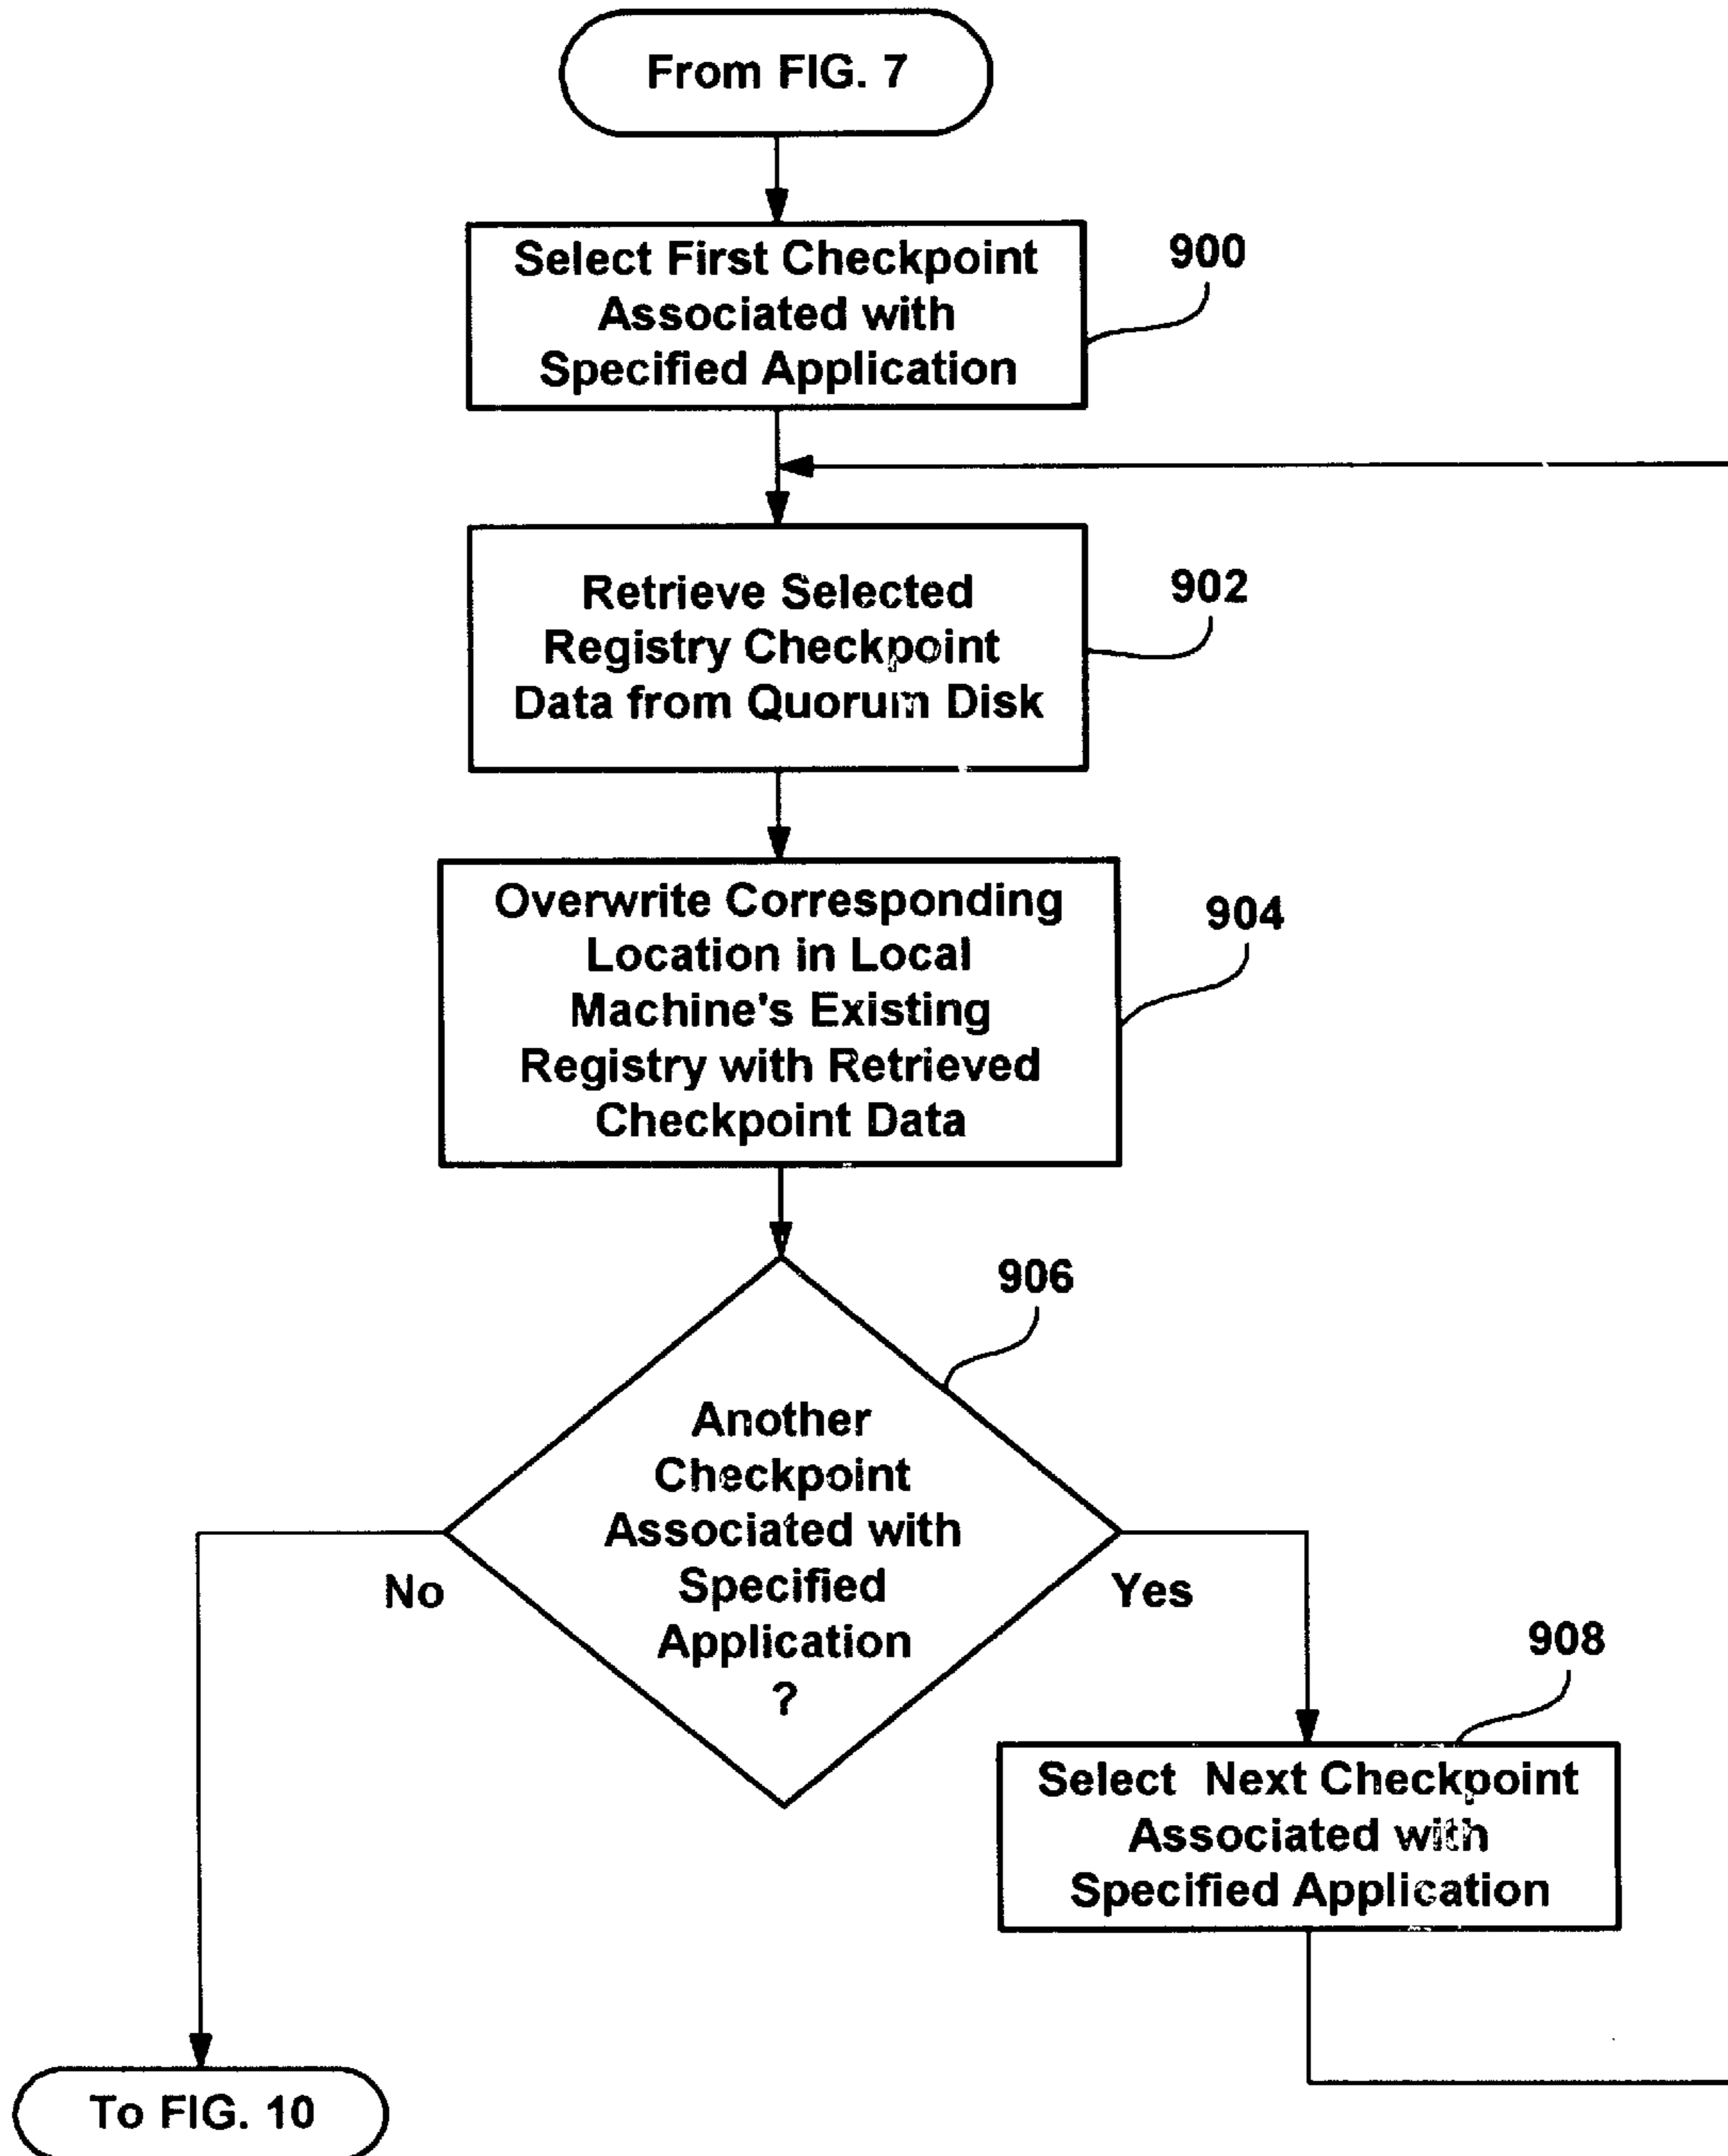 From FIG. 7
Select First Checkpoint
Associated with
Specified Application
900
Retrieve Selected
Registry Checkpoint
Data from Quorum Disk
902
Overwrite Corresponding
Location in Local
Machine's Existing
Registry with Retrieved
Checkpoint Data
904
906
Another
Checkpoint
Associated with
Specified
Application
?
No
Yes
908
Select Next Checkpoint
Associated with
Specified Application
To FIG. 10